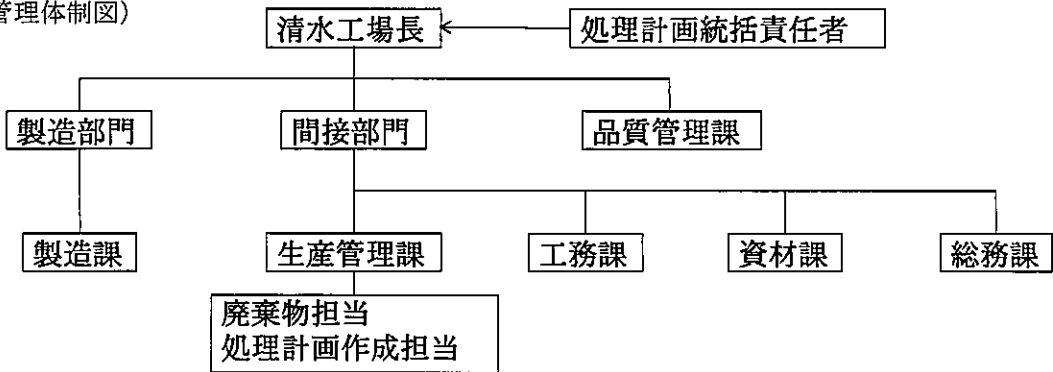 管理体制図)
清水工場長
処理計画統括責任者
製造部門
間接部門
品質管理課
製造課
生産管理課
工務課
資材課
総務課
廃棄物担当
処理計画作成担当